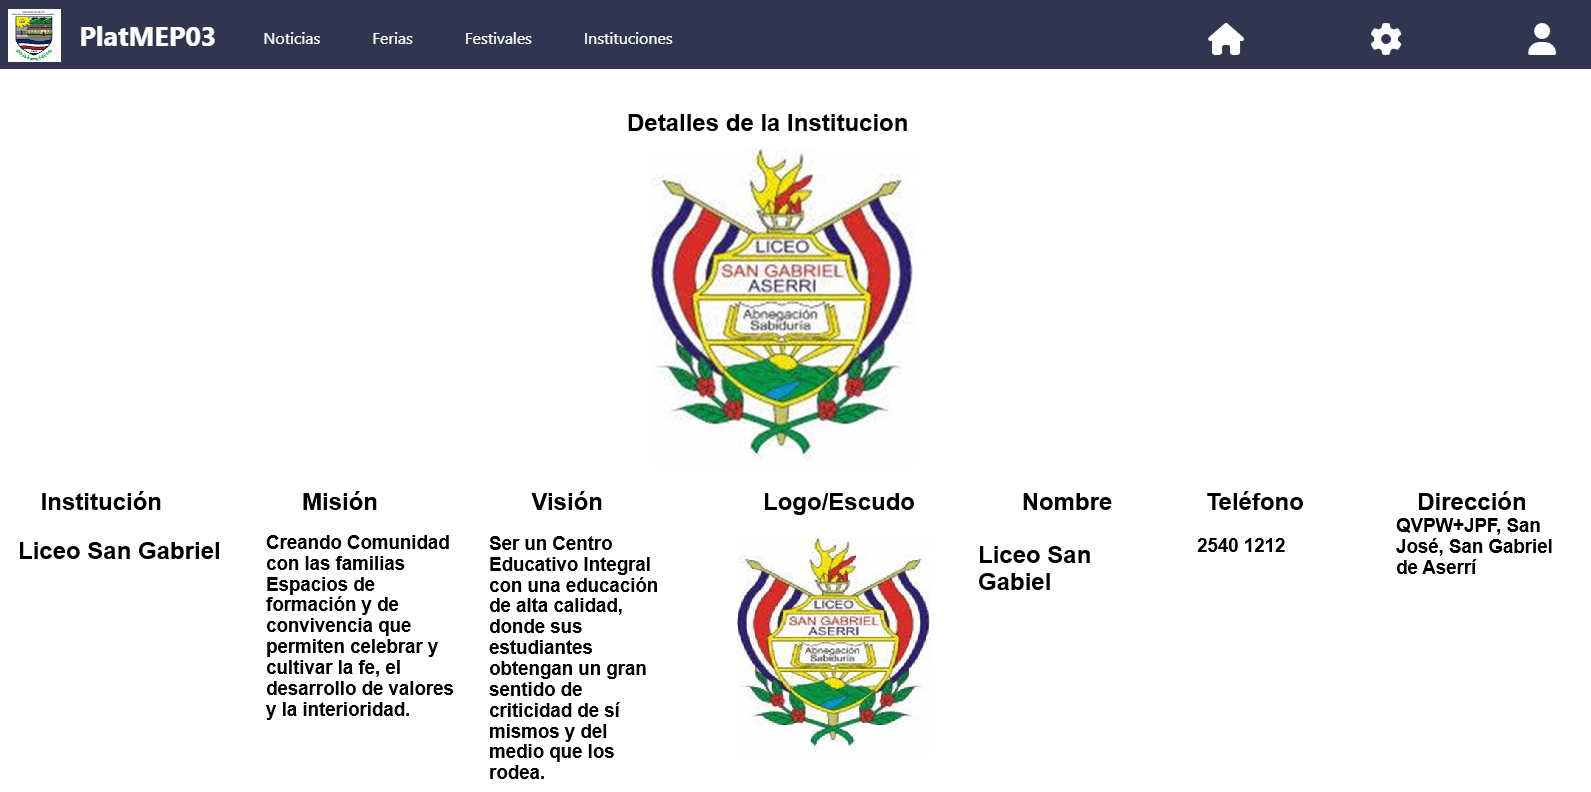 PlatMEP03
Noticias
Ferias
Festivales
Instituciones
Detalles de la Institucion
LICEO
SAN GABRIEL
ASERRI
Abnegación
Sabiduría
Institución
Misión
Visión
Logo/Escudo
Nombre
Teléfono
Dirección
Liceo San Gabriel
Creando Comunidad
con las familias
Espacios de
formación y de
convivencia que
permiten celebrar y
cultivar la fe, el
desarrollo de valores
y la interioridad.
Ser un Centro
Educativo Integral
con una educación
de alta calidad,
donde sus
estudiantes
obtengan un gran
sentido de
criticidad de sí
mismos y del
medio que los
rodea.
LICEO
SAN GABRIEL
ASERRI
Abnegación
Sabiduría
Liceo San
Gabiel
2540 1212
QVPW+JPF, San
José, San Gabriel
de Aserrí